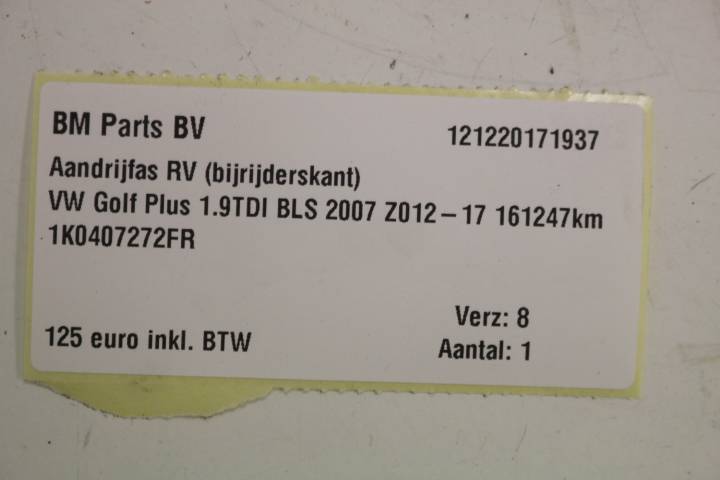 BM Parts BV 121220171937
Aandrijfas RV (bijrijderskant)
VW Golf Plus 1.9TDI BLS 2007 Z012-17 161247km
1K0407272FR
Verz: 8
125 euro inkl. BTW Aantal: 1